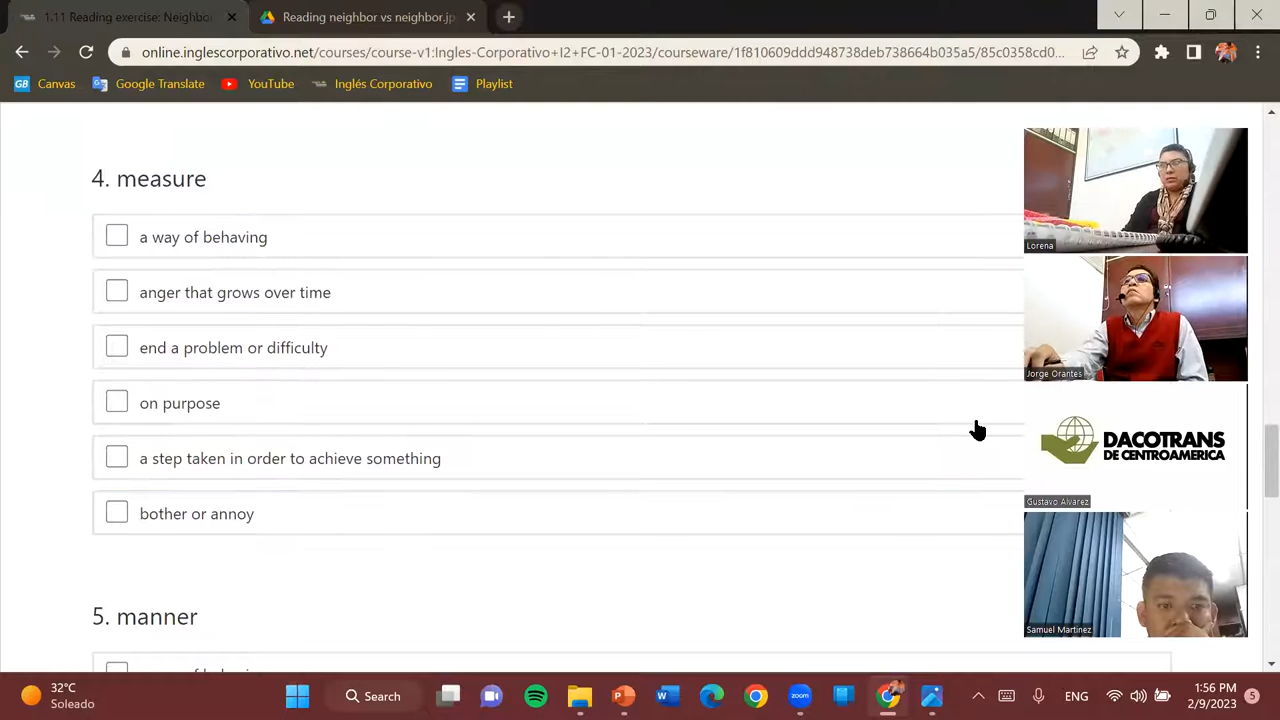 1.11 Reading exercise: Neighbor
Reading neighbor vs neighbor.jp
online.inglescorporativo.net/courses/course-v1:Ingles-Corporativo+I2+FC-01-2023/courseware/1f810609ddd948738deb738664b035a5/85c0358cd0...
GB Canvas Google Translate YouTube Inglés Corporativo Playlist
4. measure
a way of behaving
anger that grows over time
end a problem or difficulty
on purpose
a step taken in order to achieve something
bother or annoy
5. manner
Lorena
Jorge Orantes
DACOTRANS
DE CENTROAMERICA
Gustavo Alvarez
Samuel Martinez
32°C
Soleado
Search
zoom
ENG
1:56 PM
2/9/2023
5